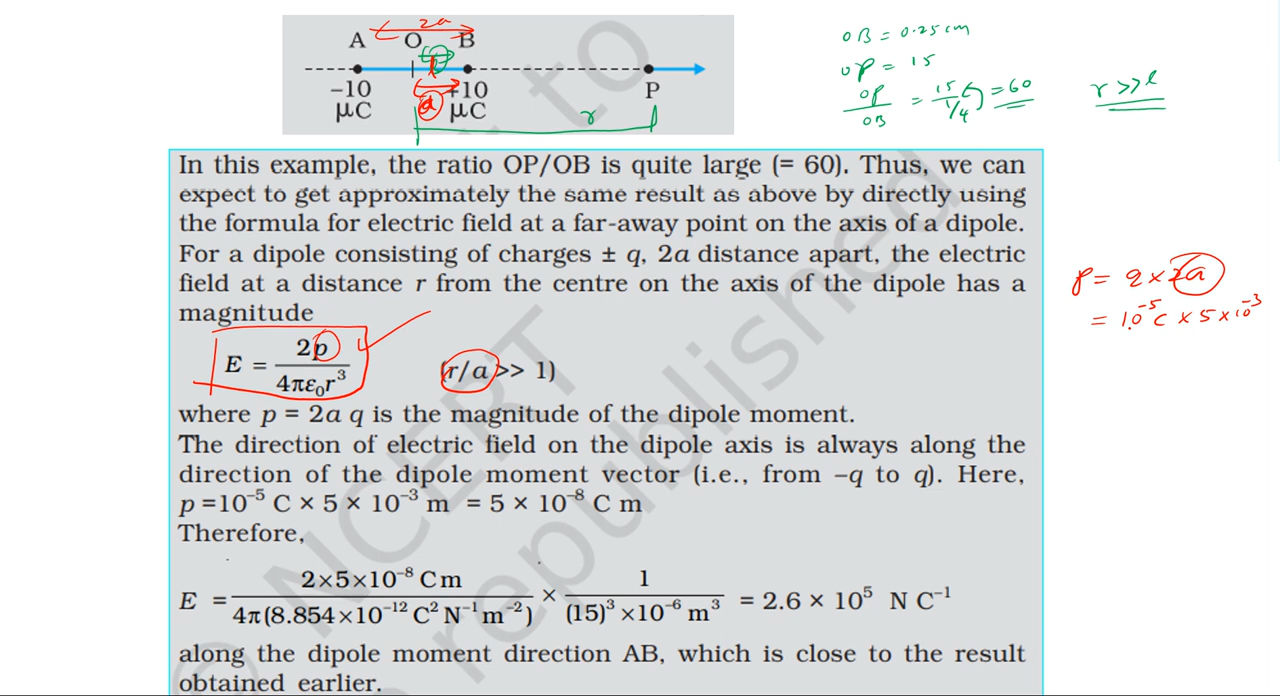 2a
A O B
l
−10 +10 P
a
μC μC r
OB = 0.25 cm
OP = 15
OP/OB = 15/(1/4) = 60 r >> l
In this example, the ratio OP/OB is quite large (= 60). Thus, we can
expect to get approximately the same result as above by directly using
the formula for electric field at a far-away point on the axis of a dipole.
For a dipole consisting of charges ± q, 2a distance apart, the electric
field at a distance r from the centre on the axis of the dipole has a
magnitude
E = 2p/4πε₀r³ (r/a >> 1)
where p = 2a q is the magnitude of the dipole moment.
The direction of electric field on the dipole axis is always along the
direction of the dipole moment vector (i.e., from −q to q). Here,
p =10⁻⁵ C × 5 × 10⁻³ m = 5 × 10⁻⁸ C m
Therefore,
E = 2×5×10⁻⁸ C m / 4π(8.854×10⁻¹² C² N⁻¹ m⁻²) × 1/(15)³×10⁻⁶ m³ = 2.6 × 10⁵ N C⁻¹
along the dipole moment direction AB, which is close to the result
obtained earlier.
p = q × 2a
= 10⁻⁵ C × 5 × 10⁻³
© NCERT
not to be republished